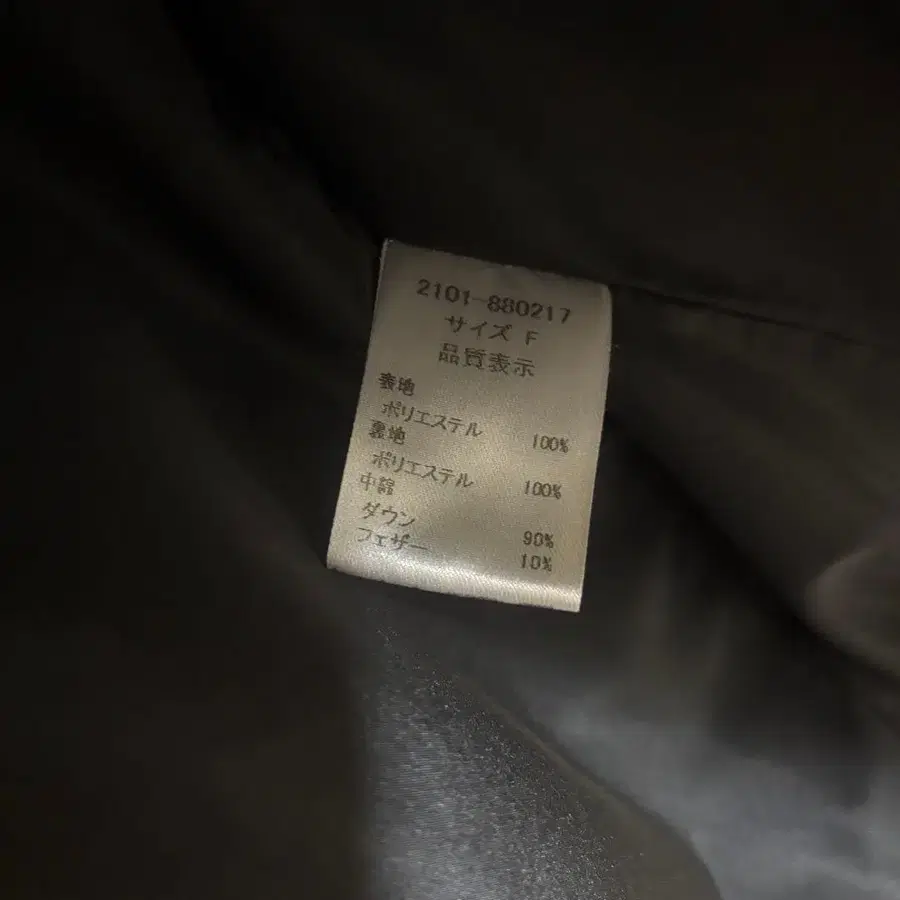 2101-880217
サイズ F
品質表示
表地
ポリエステル 100%
裏地
ポリエステル 100%
中綿
ダウン 90%
フェザー 10%